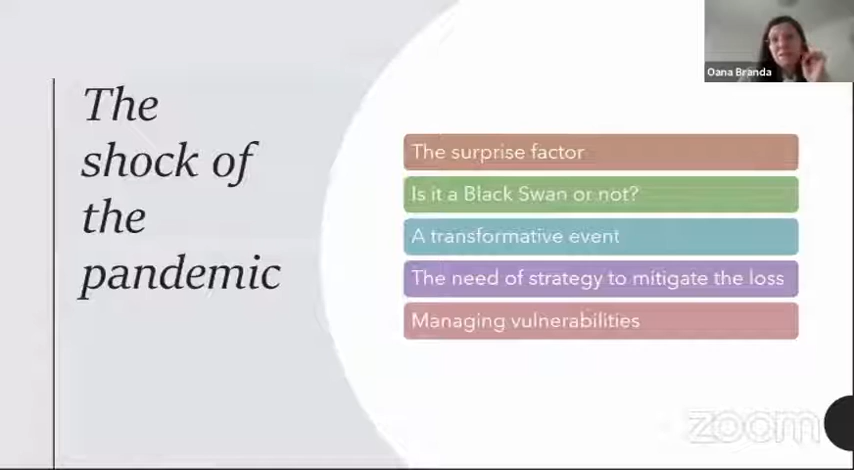 The
shock of
the
pandemic
Oana Branda
The surprise factor
Is it a Black Swan or not?
A transformative event
The need of strategy to mitigate the loss
Managing vulnerabilities
zoom